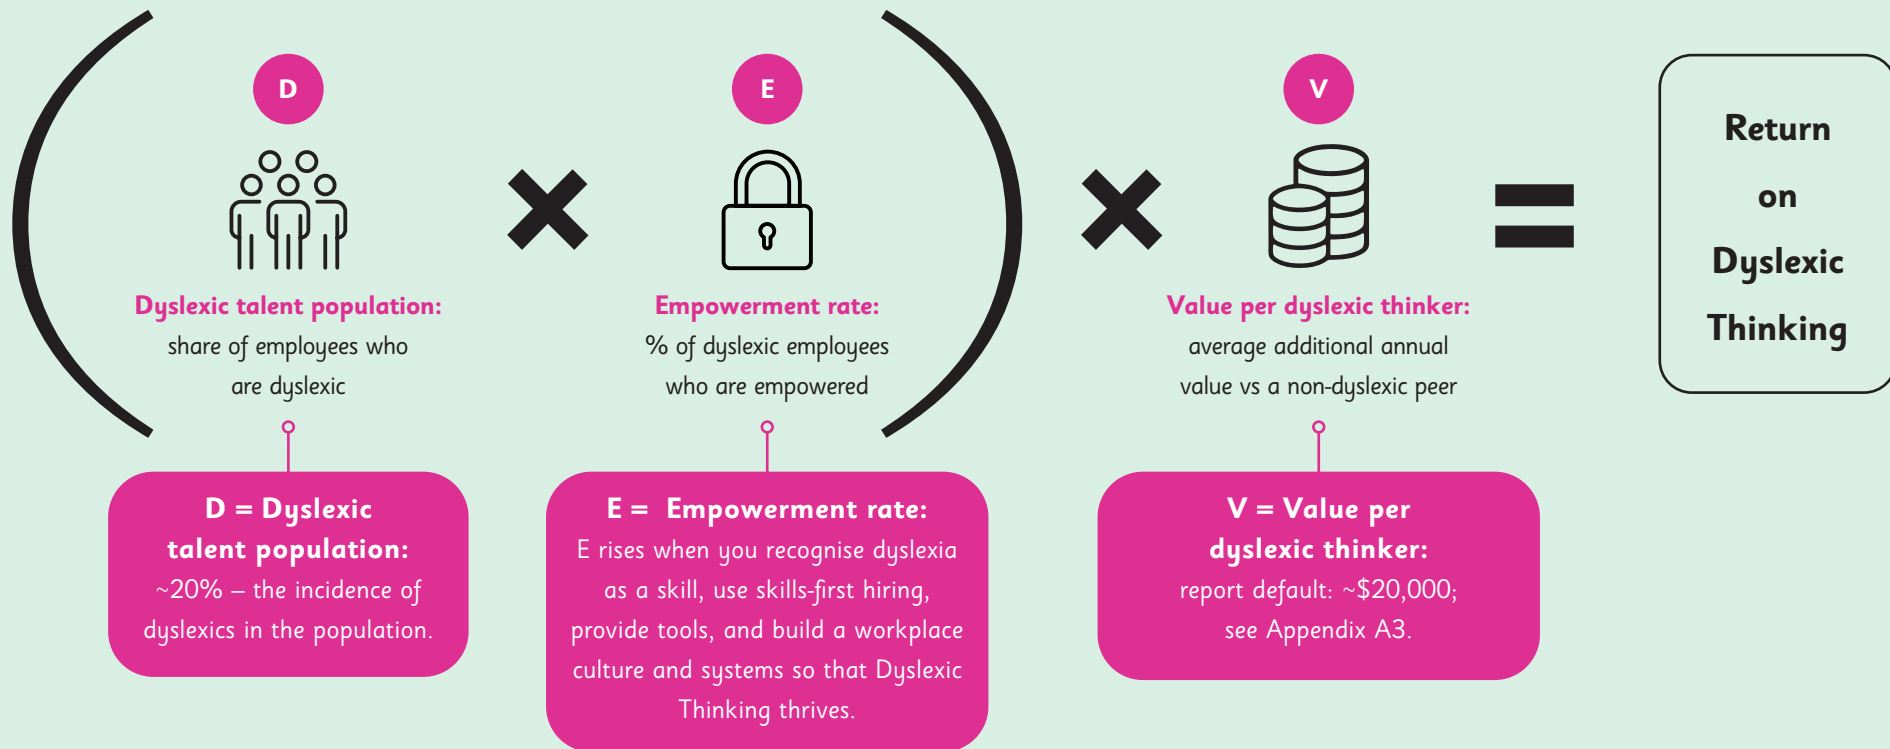 D
Dyslexic talent population:
share of employees who
are dyslexic
E
Empowerment rate:
% of dyslexic employees
who are empowered
V
Value per dyslexic thinker:
average additional annual
value vs a non-dyslexic peer
Return
on
Dyslexic
Thinking
D = Dyslexic
talent population:
~20% – the incidence of
dyslexics in the population.
E = Empowerment rate:
E rises when you recognise dyslexia
as a skill, use skills-first hiring,
provide tools, and build a workplace
culture and systems so that Dyslexic
Thinking thrives.
V = Value per
dyslexic thinker:
report default: ~$20,000;
see Appendix A3.